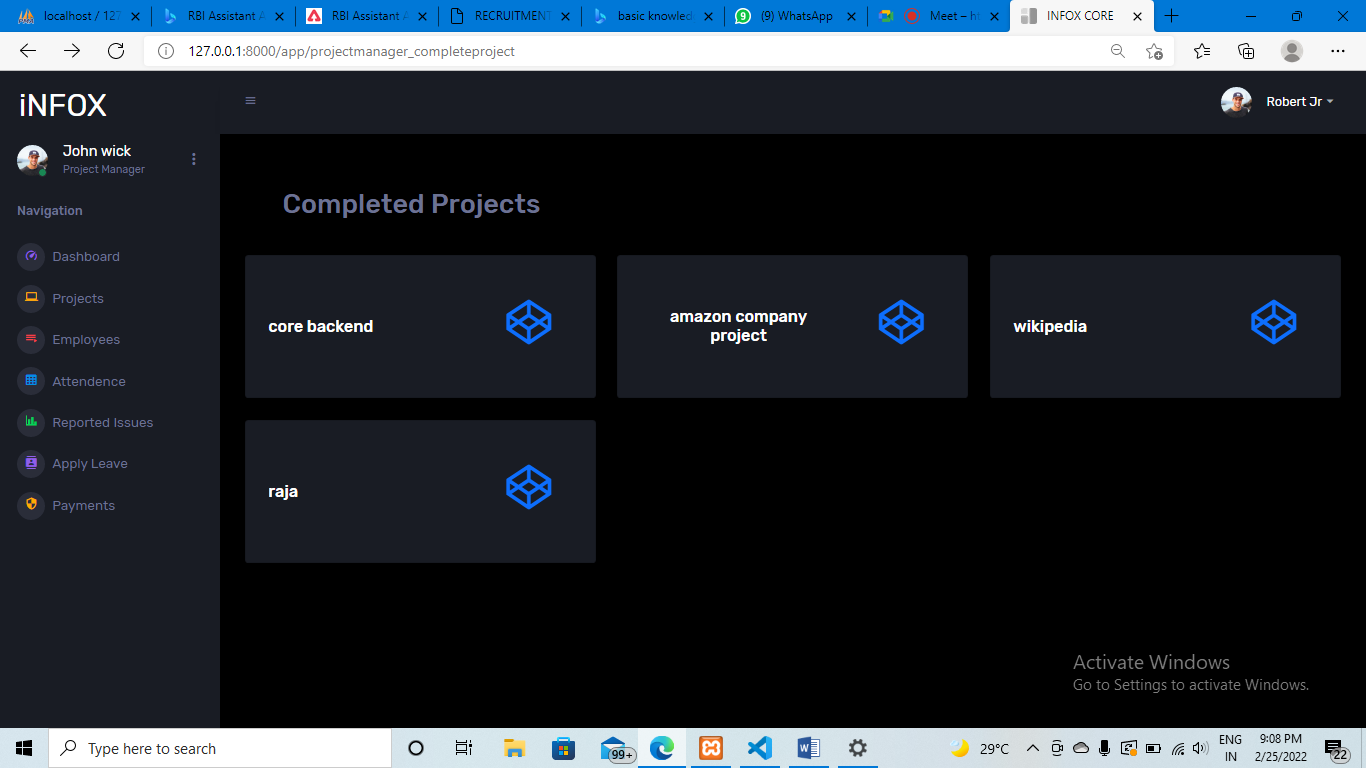 localhost / 127
RBI Assistant A
RBI Assistant A
RECRUITMENT
basic knowled
9
(9) WhatsApp
Meet – h
INFOX CORE
127.0.0.1:8000/app/projectmanager_completeproject
iNFOX
Robert Jr
John wick
Project Manager
Navigation
Dashboard
Projects
Employees
Attendence
Reported Issues
Apply Leave
Payments
Completed Projects
core backend
amazon company
project
wikipedia
raja
Activate Windows
Go to Settings to activate Windows.
Type here to search
99+
29°C
ENG
IN
9:08 PM
2/25/2022
22